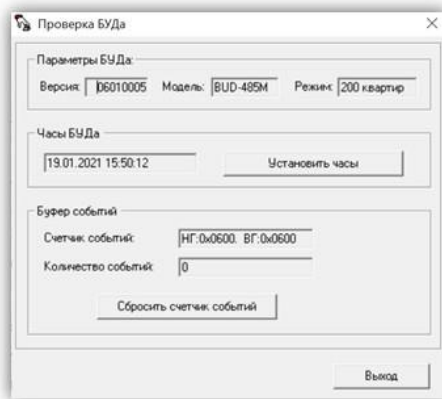 Проверка БУДа
Параметры БУДа:
Версия: 06010005 Модель: BUD-485M Режим: 200 квартир
Часы БУДа
19.01.2021 15:50:12 Установить часы
Буфер событий
Счетчик событий: НГ:0x0600. ВГ:0x0600
Количество событий: 0
Сбросить счетчик событий
Выход